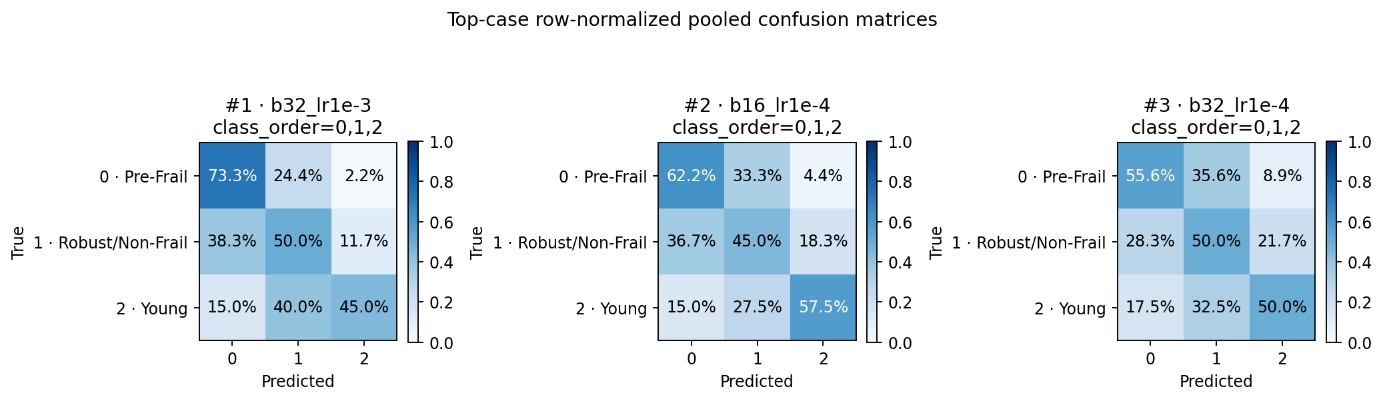 Top-case row-normalized pooled confusion matrices
#1 · b32_lr1e-3
class_order=0,1,2
True
0 · Pre-Frail
1 · Robust/Non-Frail
2 · Young
73.3% 24.4% 2.2%
38.3% 50.0% 11.7%
15.0% 40.0% 45.0%
0 1 2
Predicted
1.0
0.8
0.6
0.4
0.2
0.0
#2 · b16_lr1e-4
class_order=0,1,2
True
0 · Pre-Frail
1 · Robust/Non-Frail
2 · Young
62.2% 33.3% 4.4%
36.7% 45.0% 18.3%
15.0% 27.5% 57.5%
0 1 2
Predicted
1.0
0.8
0.6
0.4
0.2
0.0
#3 · b32_lr1e-4
class_order=0,1,2
True
0 · Pre-Frail
1 · Robust/Non-Frail
2 · Young
55.6% 35.6% 8.9%
28.3% 50.0% 21.7%
17.5% 32.5% 50.0%
0 1 2
Predicted
1.0
0.8
0.6
0.4
0.2
0.0